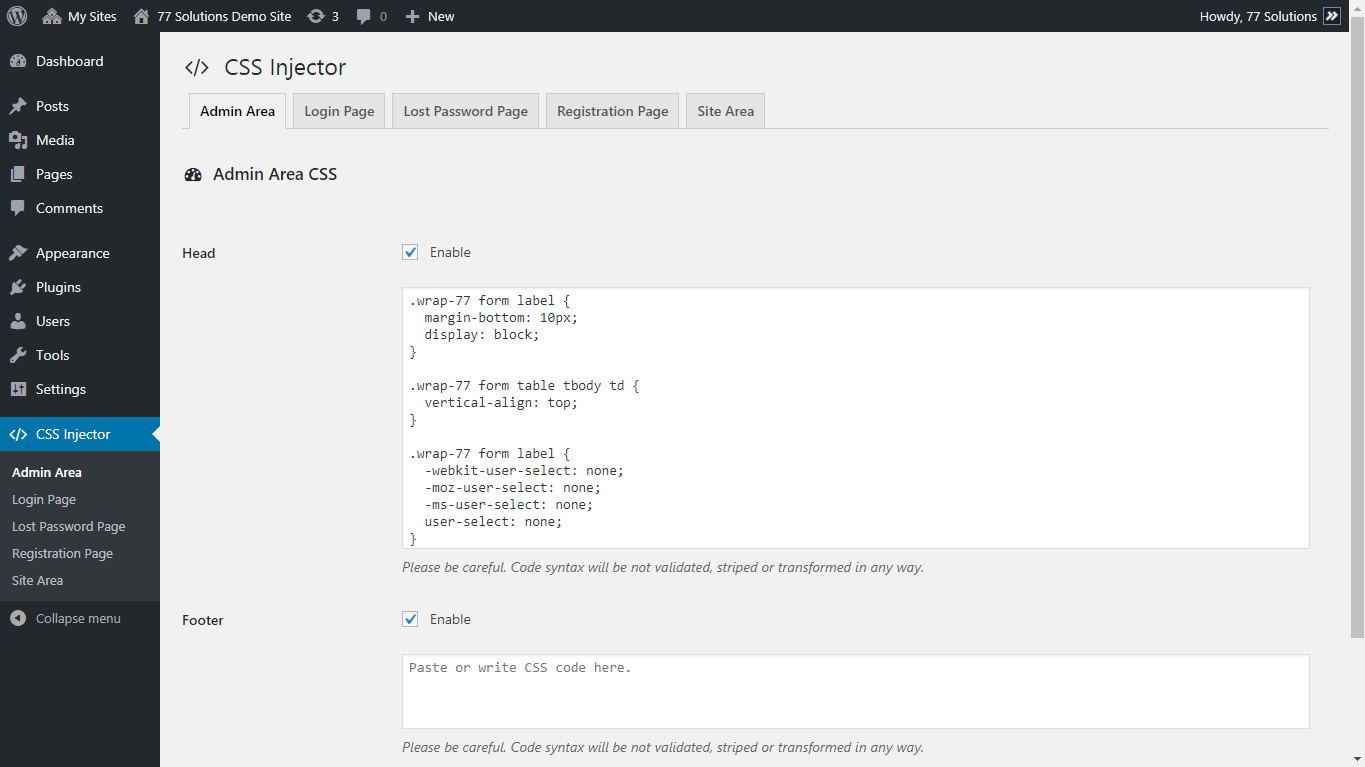 My Sites 77 Solutions Demo Site 3 0 New Howdy, 77 Solutions
Dashboard
Posts
Media
Pages
Comments
Appearance
Plugins
Users
Tools
Settings
CSS Injector
Admin Area
Login Page
Lost Password Page
Registration Page
Site Area
Collapse menu
CSS Injector
Admin Area Login Page Lost Password Page Registration Page Site Area
Admin Area CSS
Head
Enable
.wrap-77 form label {
  margin-bottom: 10px;
  display: block;
}
.wrap-77 form table tbody td {
  vertical-align: top;
}
.wrap-77 form label {
  -webkit-user-select: none;
  -moz-user-select: none;
  -ms-user-select: none;
  user-select: none;
}
Please be careful. Code syntax will be not validated, striped or transformed in any way.
Footer
Enable
Paste or write CSS code here.
Please be careful. Code syntax will be not validated, striped or transformed in any way.